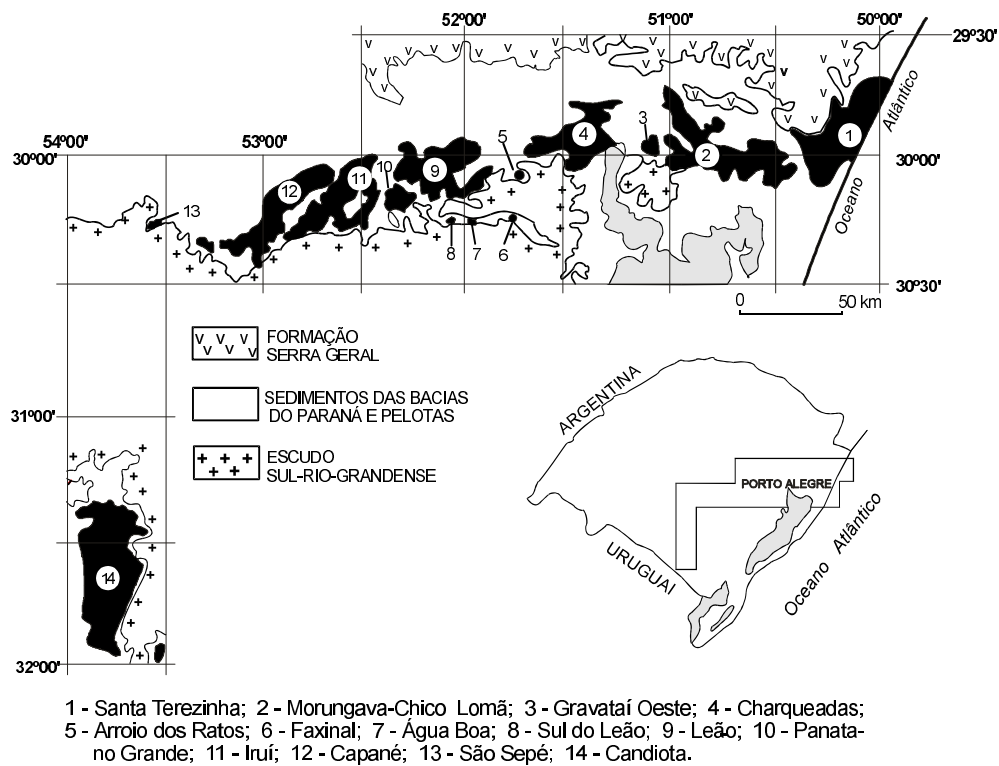 52°00' 51°00' 50°00'
29°30'
Atlântico
54°00' 53°00'
30°00' 30°00'
1
2
3
4
5
9
10
11
12
13
8 7 6
Oceano
30°30'
0 50 km
V V V V V
FORMAÇÃO
SERRA GERAL
SEDIMENTOS DAS BACIAS
DO PARANÁ E PELOTAS
ESCUDO
SUL-RIO-GRANDENSE
31°00'
14
32°00'
ARGENTINA
PORTO ALEGRE
URUGUAI
Oceano Atlântico
1 - Santa Terezinha; 2 - Morungava-Chico Lomã; 3 - Gravataí Oeste; 4 - Charqueadas;
5 - Arroio dos Ratos; 6 - Faxinal; 7 - Água Boa; 8 - Sul do Leão; 9 - Leão; 10 - Panata-
no Grande; 11 - Iruí; 12 - Capané; 13 - São Sepé; 14 - Candiota.